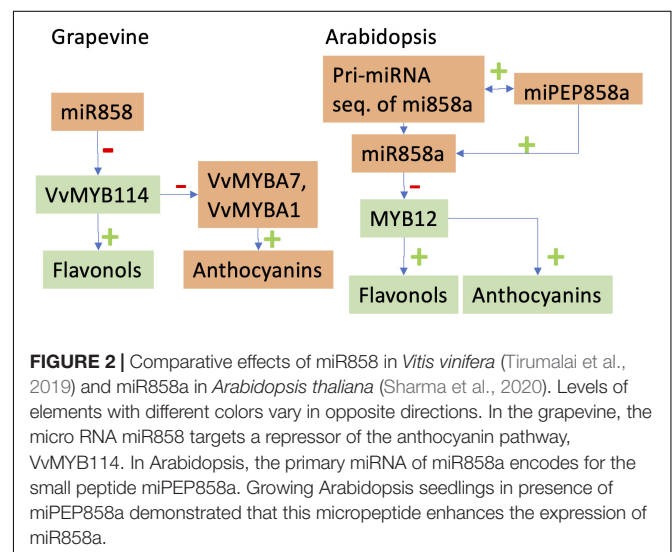 Grapevine
Arabidopsis
Pri-miRNA
seq. of mi858a
+
miPEP858a
miR858
+
miR858a
-
-
VvMYB114
-
VvMYBA7,
VvMYBA1
MYB12
+
+
+
+
Flavonols
Anthocyanins
Flavonols
Anthocyanins
FIGURE 2 | Comparative effects of miR858 in Vitis vinifera (Tirumalai et al.,
2019) and miR858a in Arabidopsis thaliana (Sharma et al., 2020). Levels of
elements with different colors vary in opposite directions. In the grapevine, the
micro RNA miR858 targets a repressor of the anthocyanin pathway,
VvMYB114. In Arabidopsis, the primary miRNA of miR858a encodes for the
small peptide miPEP858a. Growing Arabidopsis seedlings in presence of
miPEP858a demonstrated that this micropeptide enhances the expression of
miR858a.